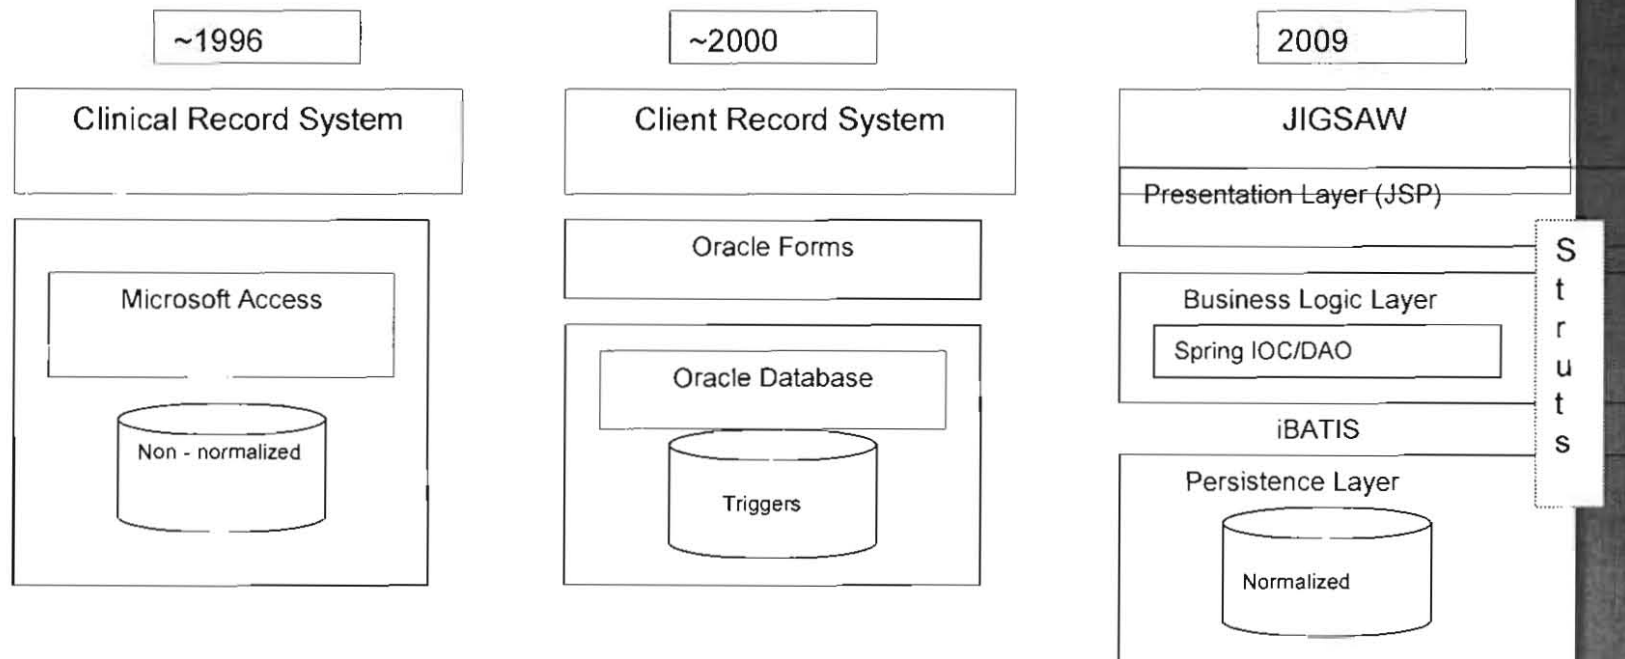 ~1996
Clinical Record System
Microsoft Access
Non - normalized
~2000
Client Record System
Oracle Forms
Oracle Database
Triggers
2009
JIGSAW
Presentation Layer (JSP)
Business Logic Layer
Spring IOC/DAO
iBATIS
Persistence Layer
Normalized
Struts